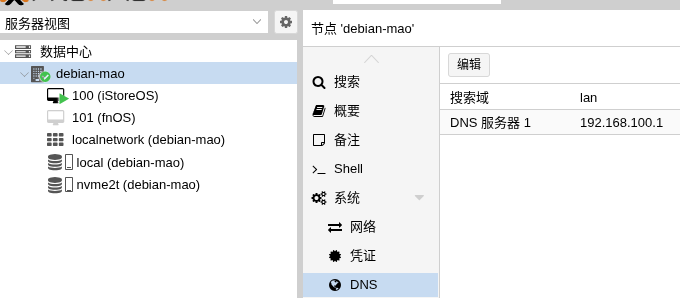 服务器视图
数据中心
debian-mao
100 (iStoreOS)
101 (fnOS)
localnetwork (debian-mao)
local (debian-mao)
nvme2t (debian-mao)
节点 'debian-mao'
搜索
概要
备注
Shell
系统
网络
凭证
DNS
编辑
搜索域 lan
DNS 服务器 1 192.168.100.1